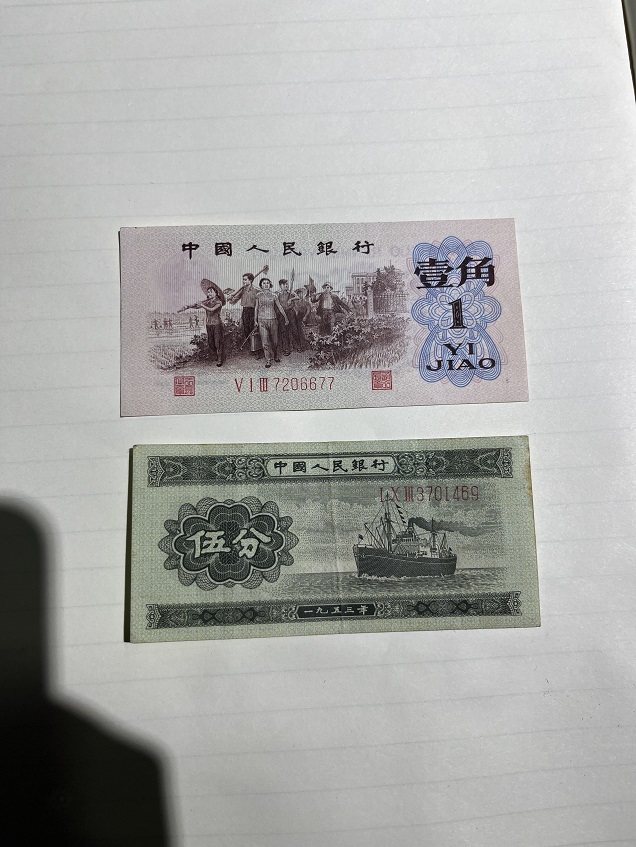 中國人民銀行
壹角
1
YI
JIAO
VIⅢ7206677
中國人民銀行
IXⅢ3701469
伍分
一九五三年